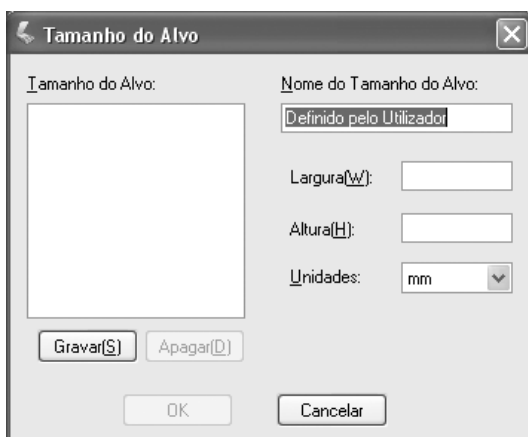 Tamanho do Alvo
Tamanho do Alvo:
Nome do Tamanho do Alvo:
Definido pelo Utilizador
Largura(W):
Altura(H):
Unidades:
mm
Gravar(S)
Apagar(D)
OK
Cancelar